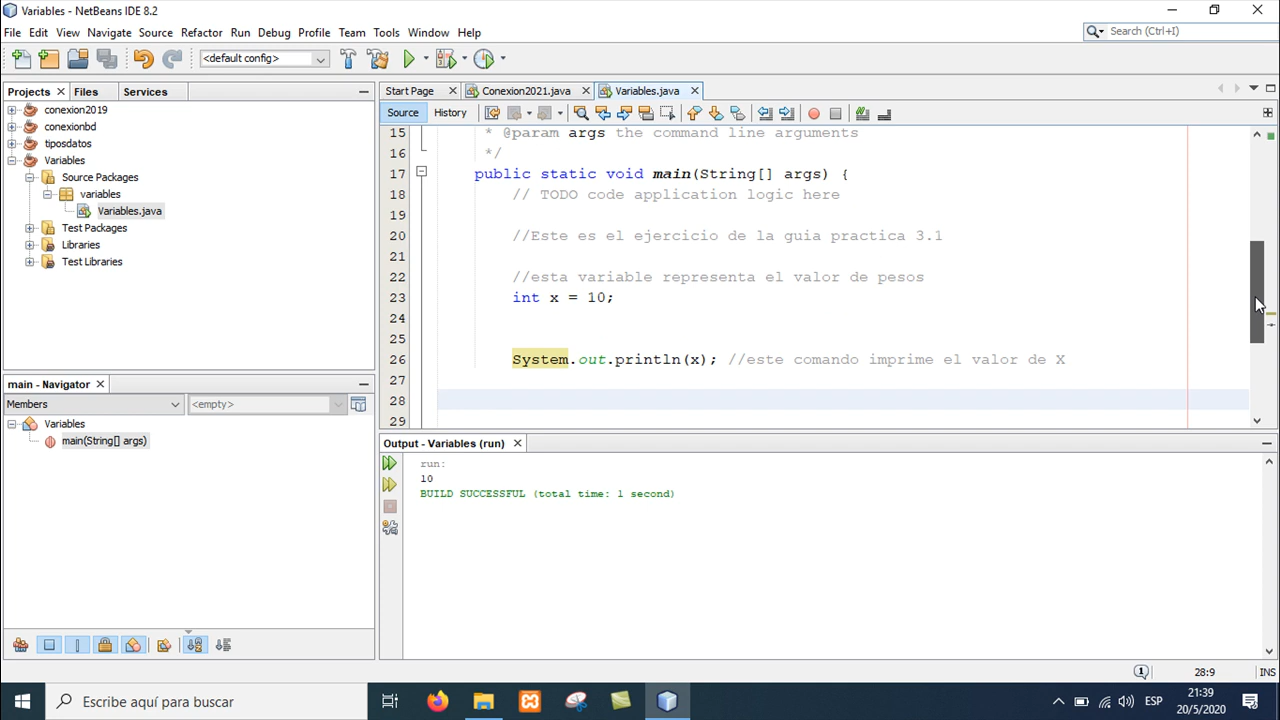 Variables - NetBeans IDE 8.2
File Edit View Navigate Source Refactor Run Debug Profile Team Tools Window Help
Search (Ctrl+I)
<default config>
Projects Files Services
conexion2019
conexionbd
tiposdatos
Variables
Source Packages
variables
Variables.java
Test Packages
Libraries
Test Libraries
main - Navigator
Members <empty>
Variables
main(String[] args)
Start Page Conexion2021.java Variables.java
Source History
15 * @param args the command line arguments
16 */
17 public static void main(String[] args) {
18 // TODO code application logic here
19
20 //Este es el ejercicio de la guia practica 3.1
21
22 //esta variable representa el valor de pesos
23 int x = 10;
24
25
26 System.out.println(x); //este comando imprime el valor de X
27
28
29
Output - Variables (run)
run:
10
BUILD SUCCESSFUL (total time: 1 second)
1 28:9 INS
Escribe aquí para buscar
ESP
21:39
20/5/2020